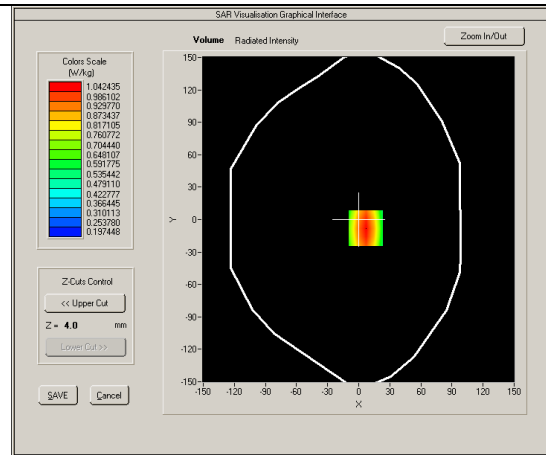 SAR Visualisation Graphical Interface
Volume Radiated Intensity
Zoom In/Out
Colors Scale
(W/kg)
1.042435
0.986102
0.929770
0.873437
0.817105
0.760772
0.704440
0.648107
0.591775
0.535442
0.479110
0.422777
0.366445
0.310113
0.253780
0.197448
Z-Cuts Control
<< Upper Cut
Z = 4.0 mm
Lower Cut >>
SAVE Cancel
150
120
90
60
30
0
-30
-60
-90
-120
-150
Y
-150 -120 -90 -60 -30 0 30 60 90 120 150
X